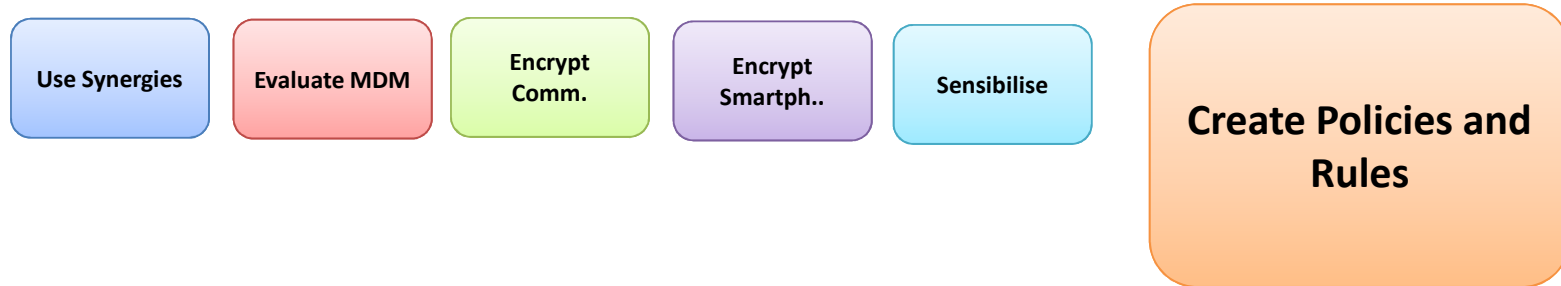 Use Synergies
Evaluate MDM
Encrypt
Comm.
Encrypt
Smartph..
Sensibilise
Create Policies and
Rules